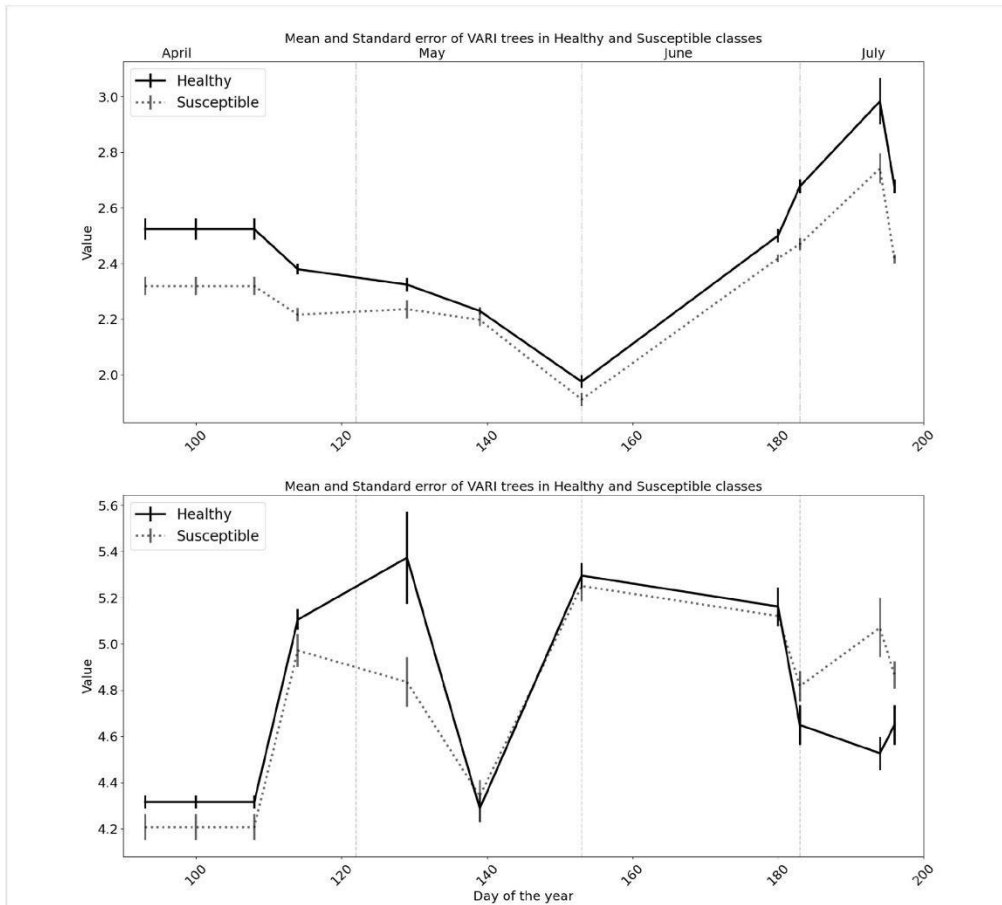 Mean and Standard error of VARI trees in Healthy and Susceptible classes
April May June July
Healthy
Susceptible
3.0
2.8
2.6
2.4
2.2
2.0
Value
100 120 140 160 180 200
Mean and Standard error of VARI trees in Healthy and Susceptible classes
Healthy
Susceptible
5.6
5.4
5.2
5.0
4.8
4.6
4.4
4.2
Value
100 120 140 160 180 200
Day of the year